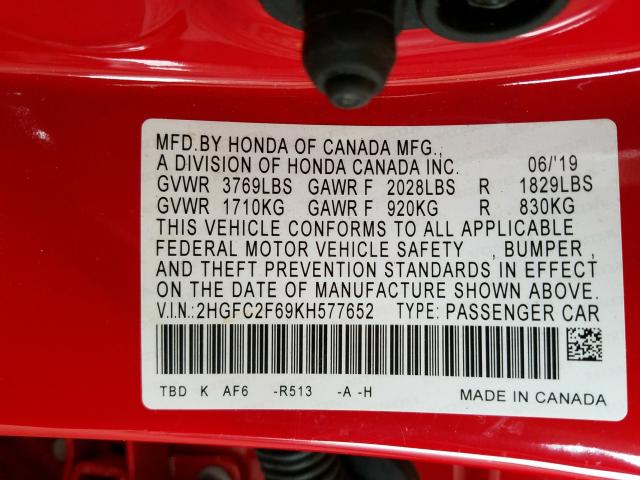 MFD.BY HONDA OF CANADA MFG.,
A DIVISION OF HONDA CANADA INC. 06/'19
GVWR 3769LBS GAWR F 2028LBS R 1829LBS
GVWR 1710KG GAWR F 920KG R 830KG
THIS VEHICLE CONFORMS TO ALL APPLICABLE
FEDERAL MOTOR VEHICLE SAFETY , BUMPER ,
AND THEFT PREVENTION STANDARDS IN EFFECT
ON THE DATE OF MANUFACTURE SHOWN ABOVE.
V.I.N.:2HGFC2F69KH577652 TYPE: PASSENGER CAR
TBD K AF6 -R513 -A -H MADE IN CANADA